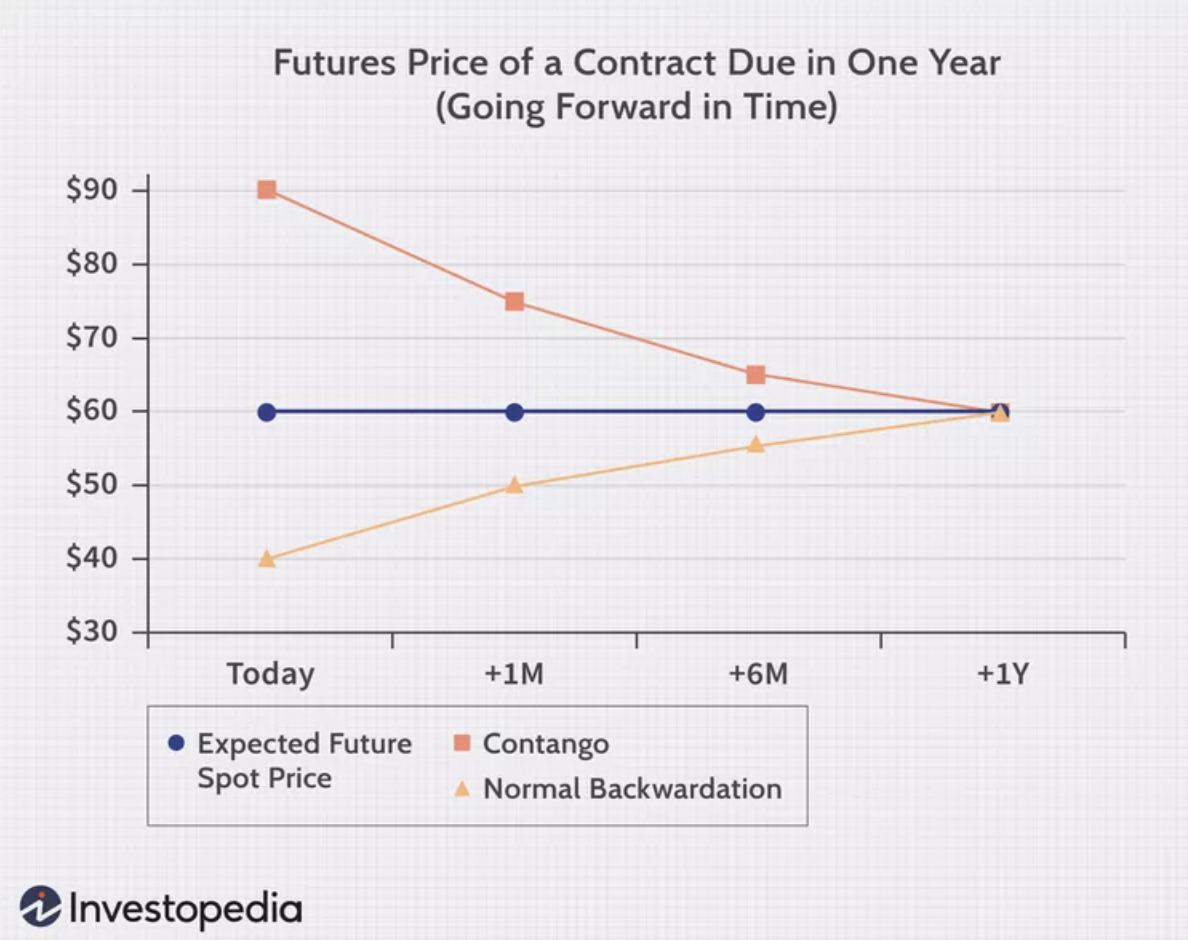 Futures Price of a Contract Due in One Year
(Going Forward in Time)
$90
$80
$70
$60
$50
$40
$30
Today +1M +6M +1Y
Expected Future
Spot Price
Contango
Normal Backwardation
Investopedia